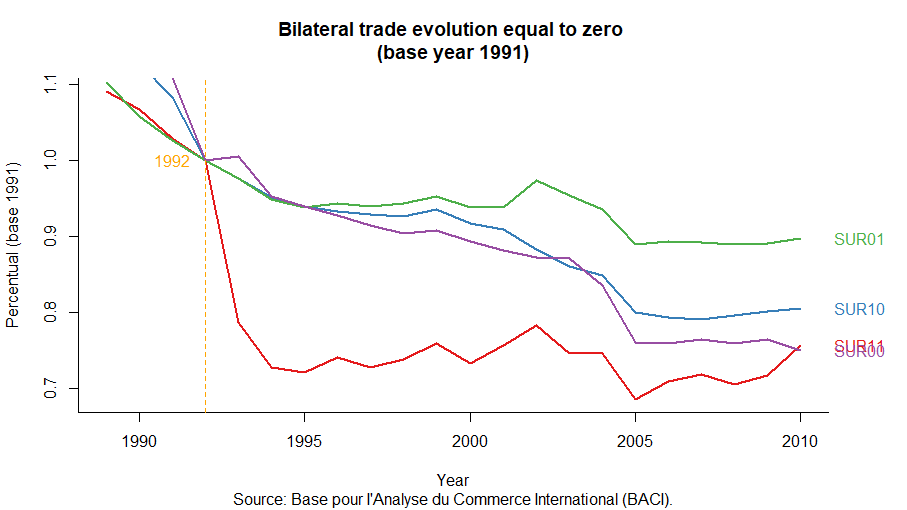 Bilateral trade evolution equal to zero
(base year 1991)
Percentual (base 1991)
1.1
1.0
0.9
0.8
0.7
1992
SUR01
SUR10
SUR11
SUR00
1990
1995
2000
2005
2010
Year
Source: Base pour l'Analyse du Commerce International (BACI).